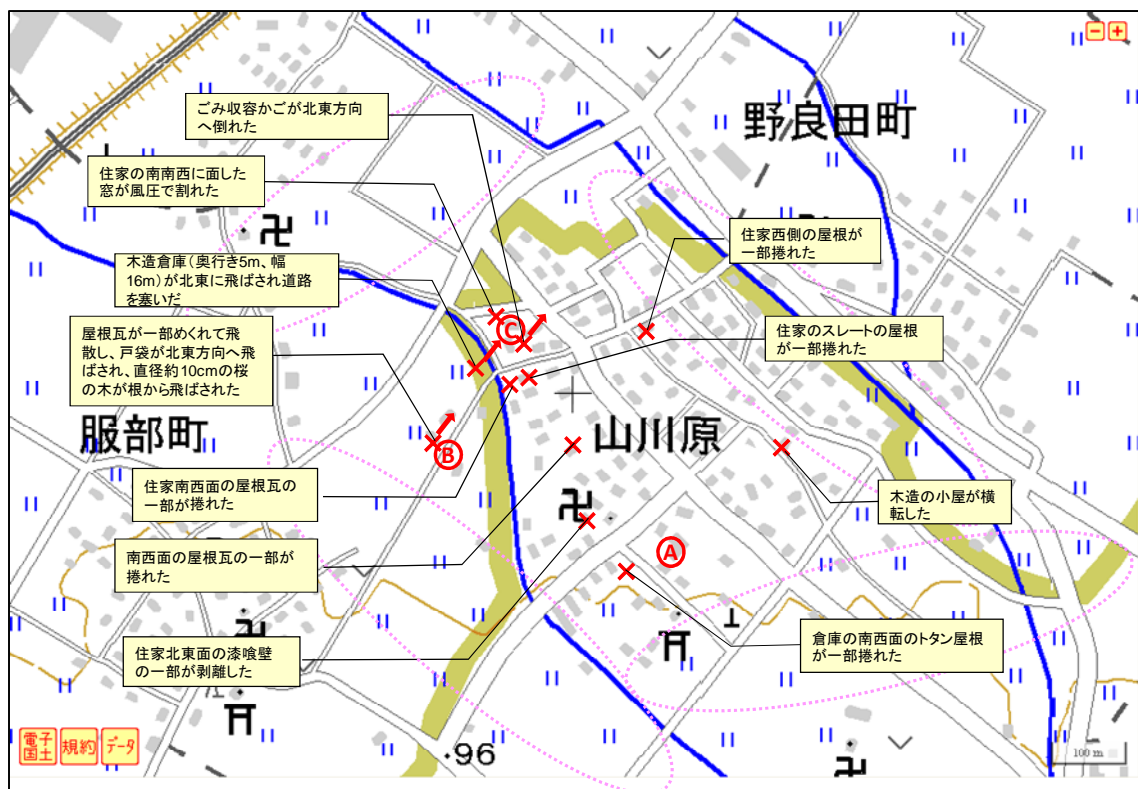 ごみ収容かごが北東方向
へ倒れた
野良田町
住家の南南西に面した
窓が風圧で割れた
住家西側の屋根が
一部捲れた
木造倉庫(奥行き5m、幅
16m)が北東に飛ばされ道路
を塞いだ
屋根瓦が一部めくれて飛
散し、戸袋が北東方向へ飛
ばされ、直径約10cmの桜
の木が根から飛ばされた
住家のスレートの屋根
が一部捲れた
C
服部町
B
山川原
住家南西面の屋根瓦の
一部が捲れた
木造の小屋が横
転した
南西面の屋根瓦の一部が
捲れた
A
住家北東面の漆喰壁
の一部が剥離した
倉庫の南西面のトタン屋根
が一部捲れた
電子
国土
規約
データ
96
100 m